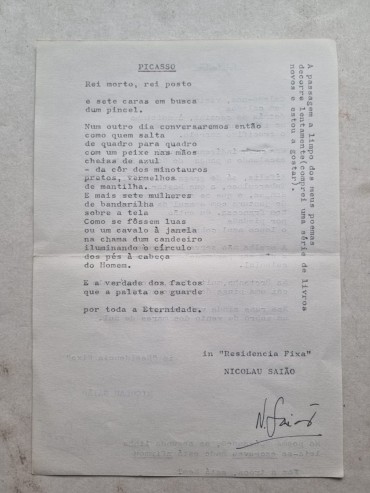 PICASSO
Rei morto, rei posto
e sete caras em busca
dum pincel.
Num outro dia conversaremos então
como quem salta
de quadro para quadro
com um peixe nas mãos
cheias de azul
- da côr dos minotauros
pretos, vermelhos
de mantilha.
E mais sete mulheres
de bandarilha
sobre a tela
Como se fôssem luas
ou um cavalo à janela
na chama dum candeeiro
iluminando o círculo
dos pés à cabeça
do Homem.
E a verdade dos factos
que a paleta os guarde
por toda a Eternidade.
in "Residencia Fixa"
NICOLAU SAIÃO
N. Saião
A passagem a limpo dos meus poemas
decorre lentamente(comprei uma série de livros
novos e estou a gostar).